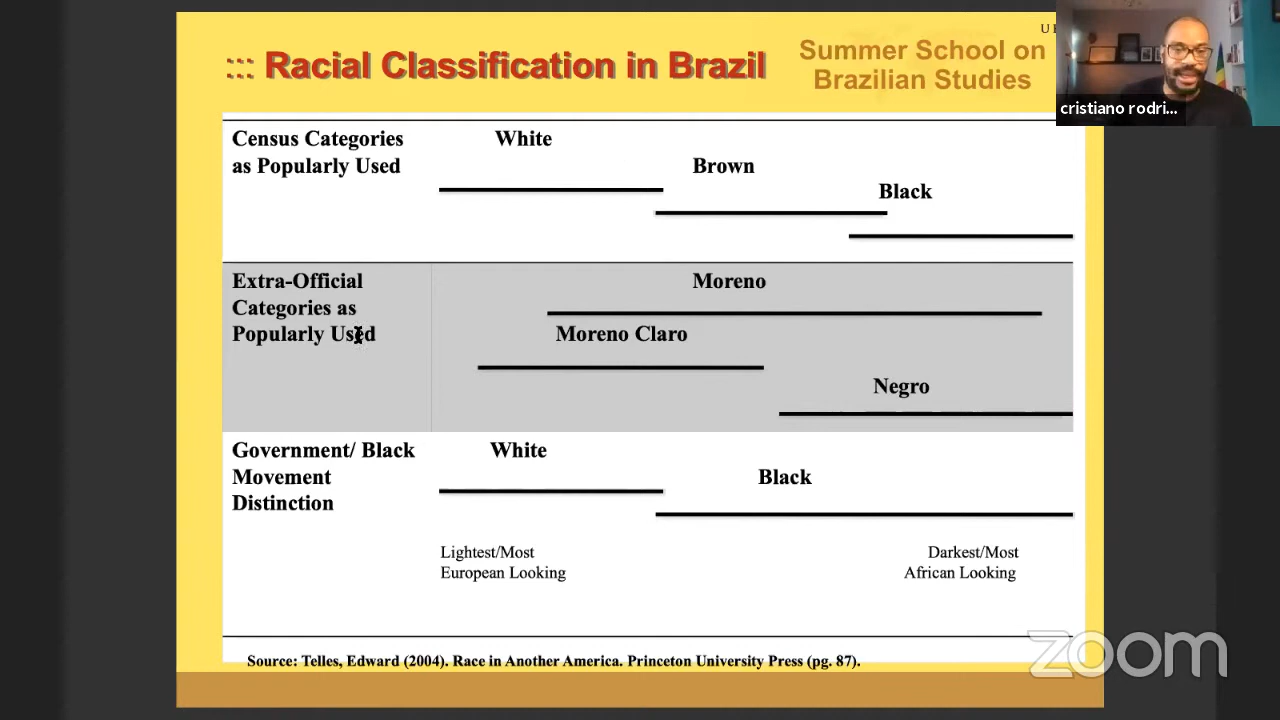 ::: Racial Classification in Brazil
Summer School on
Brazilian Studies
cristiano rodri...
Census Categories
as Popularly Used
White
Brown
Black
Extra-Official
Categories as
Popularly Used
Moreno
Moreno Claro
Negro
Government/ Black
Movement
Distinction
White
Black
Lightest/Most
European Looking
Darkest/Most
African Looking
Source: Telles, Edward (2004). Race in Another America. Princeton University Press (pg. 87).
zoom